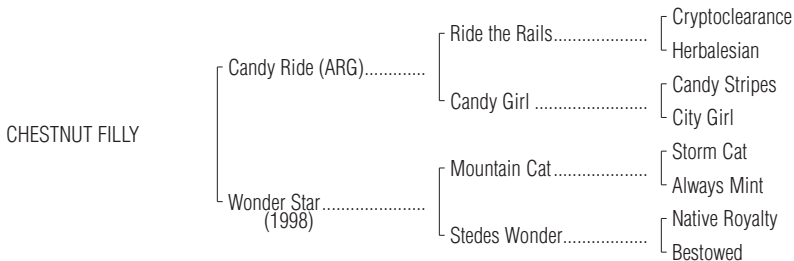 Cryptoclearance
Ride the Rails.....................
Herbalesian
Candy Ride (ARG).............
Candy Stripes
Candy Girl .........................
City Girl
CHESTNUT FILLY
Storm Cat
Mountain Cat.....................
Always Mint
Wonder Star.......................
(1998)
Native Royalty
Stedes Wonder...................
Bestowed